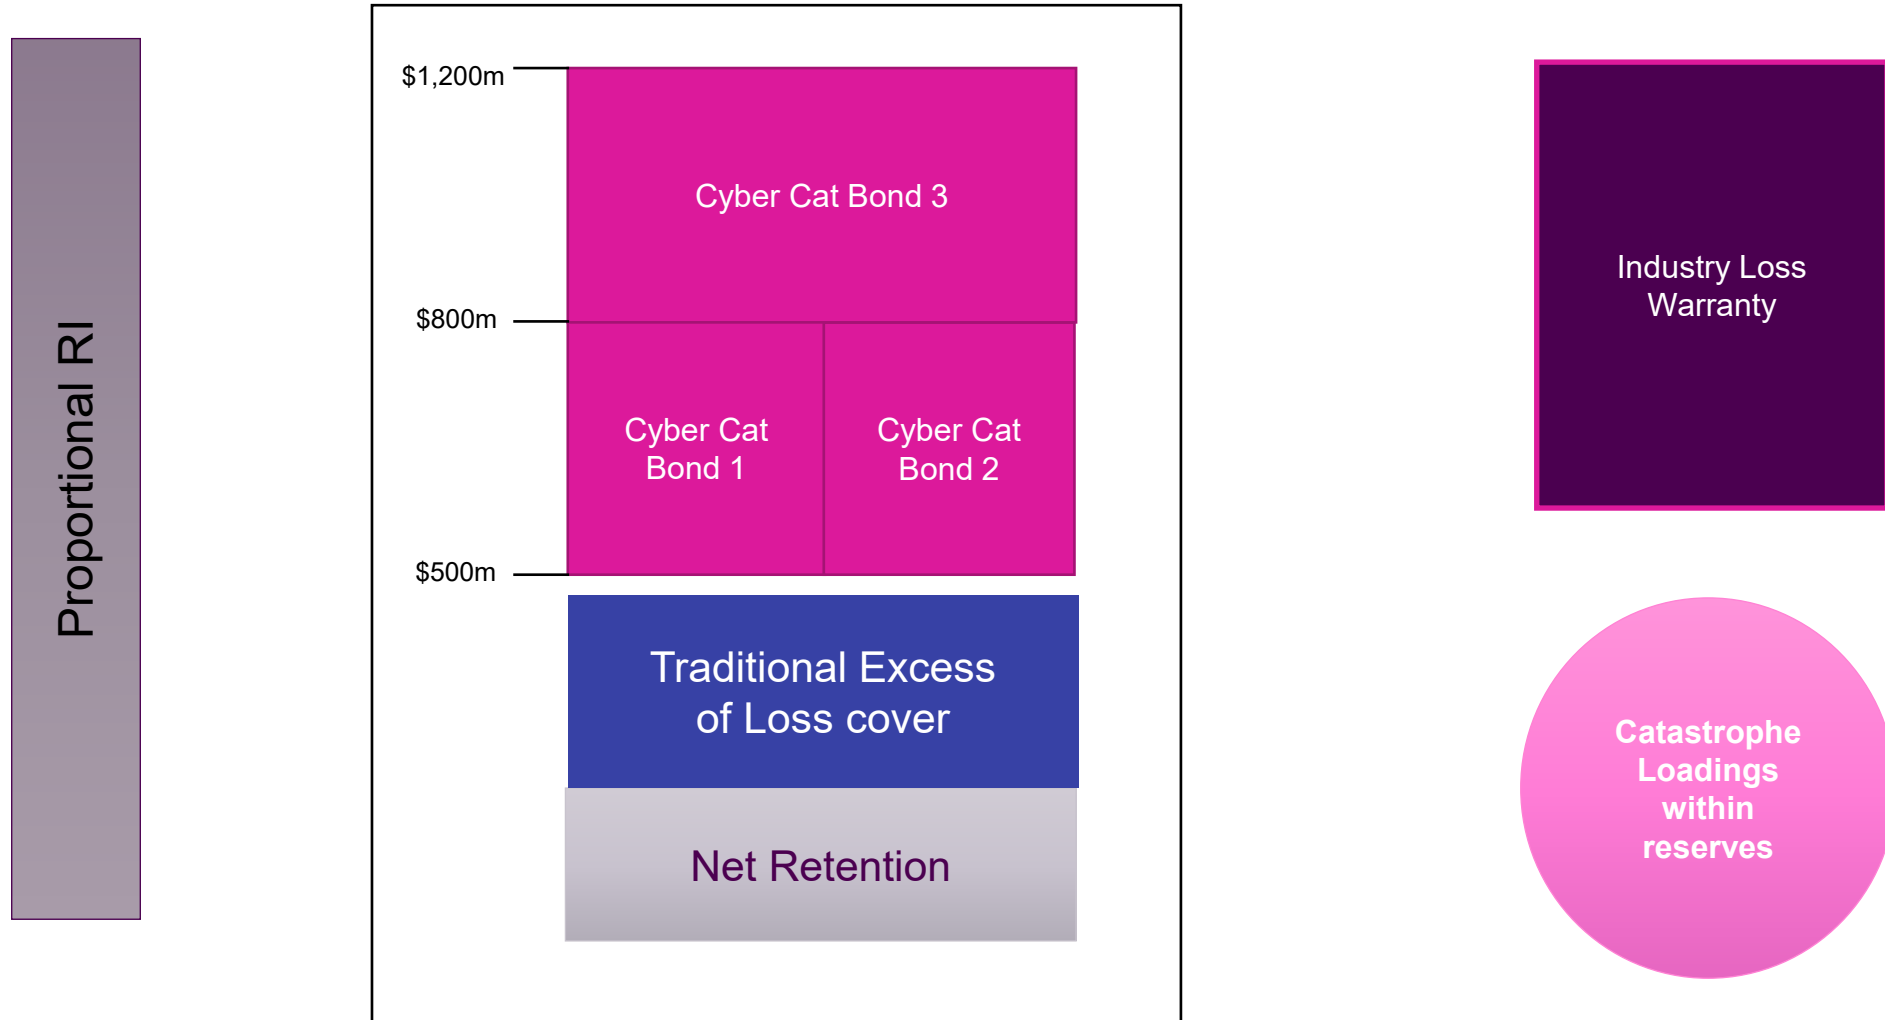 Proportional RI
$1,200m
Cyber Cat Bond 3
$800m
Cyber Cat
Bond 1
Cyber Cat
Bond 2
$500m
Traditional Excess
of Loss cover
Net Retention
Industry Loss
Warranty
Catastrophe
Loadings
within
reserves